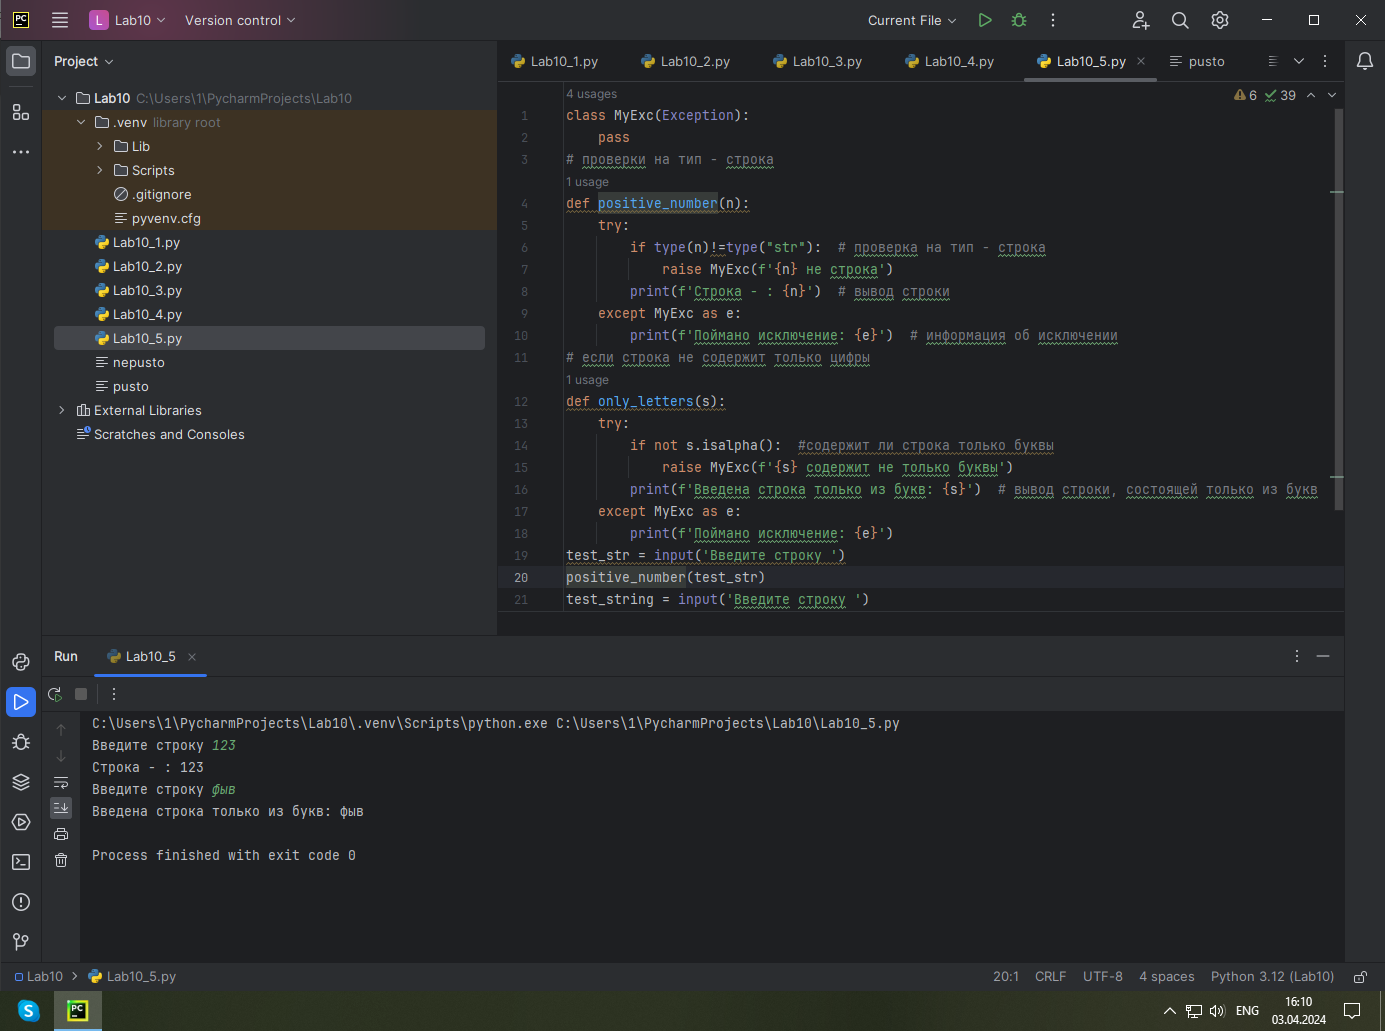 PC
L Lab10 Version control Current File
Project
Lab10_1.py Lab10_2.py Lab10_3.py Lab10_4.py Lab10_5.py pusto
Lab10 C:\Users\1\PycharmProjects\Lab10
.venv library root
Lib
Scripts
.gitignore
pyvenv.cfg
Lab10_1.py
Lab10_2.py
Lab10_3.py
Lab10_4.py
Lab10_5.py
nepusto
pusto
External Libraries
Scratches and Consoles
6 39
4 usages
1 class MyExc(Exception):
2 pass
3 # проверки на тип - строка
1 usage
4 def positive_number(n):
5 try:
6 if type(n)!=type("str"): # проверка на тип - строка
7 raise MyExc(f'{n} не строка')
8 print(f'Строка - : {n}') # вывод строки
9 except MyExc as e:
10 print(f'Поймано исключение: {e}') # информация об исключении
11 # если строка не содержит только цифры
1 usage
12 def only_letters(s):
13 try:
14 if not s.isalpha(): #содержит ли строка только буквы
15 raise MyExc(f'{s} содержит не только буквы')
16 print(f'Введена строка только из букв: {s}') # вывод строки, состоящей только из букв
17 except MyExc as e:
18 print(f'Поймано исключение: {e}')
19 test_str = input('Введите строку ')
20 positive_number(test_str)
21 test_string = input('Введите строку ')
Run Lab10_5
C:\Users\1\PycharmProjects\Lab10\.venv\Scripts\python.exe C:\Users\1\PycharmProjects\Lab10\Lab10_5.py
Введите строку 123
Строка - : 123
Введите строку фыв
Введена строка только из букв: фыв
Process finished with exit code 0
Lab10 Lab10_5.py 20:1 CRLF UTF-8 4 spaces Python 3.12 (Lab10)
S PC ENG 16:10
03.04.2024